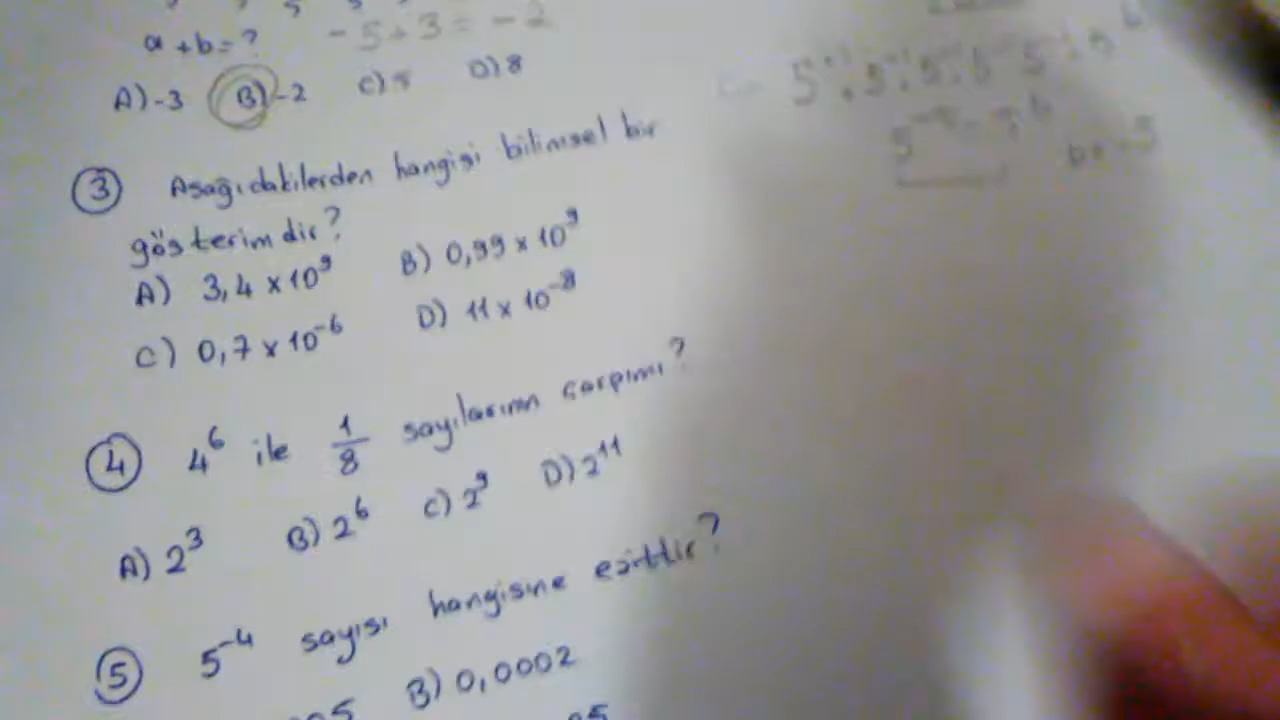 a+b=? -5+3=-2
A)-3 B)-2 C)5 D)8
3 Aşağıdakilerden hangisi bilimsel bir
gösterimdir?
A) 3,4 x 10⁹ B) 0,99 x 10⁹
C) 0,7 x 10⁻⁶ D) 11 x 10⁻⁸
4 4⁶ ile 1/8 sayılarının çarpımı?
A) 2³ B) 2⁶ C) 2⁹ D) 2¹¹
5 5⁻⁴ sayısı hangisine eşittir?
B) 0,0002